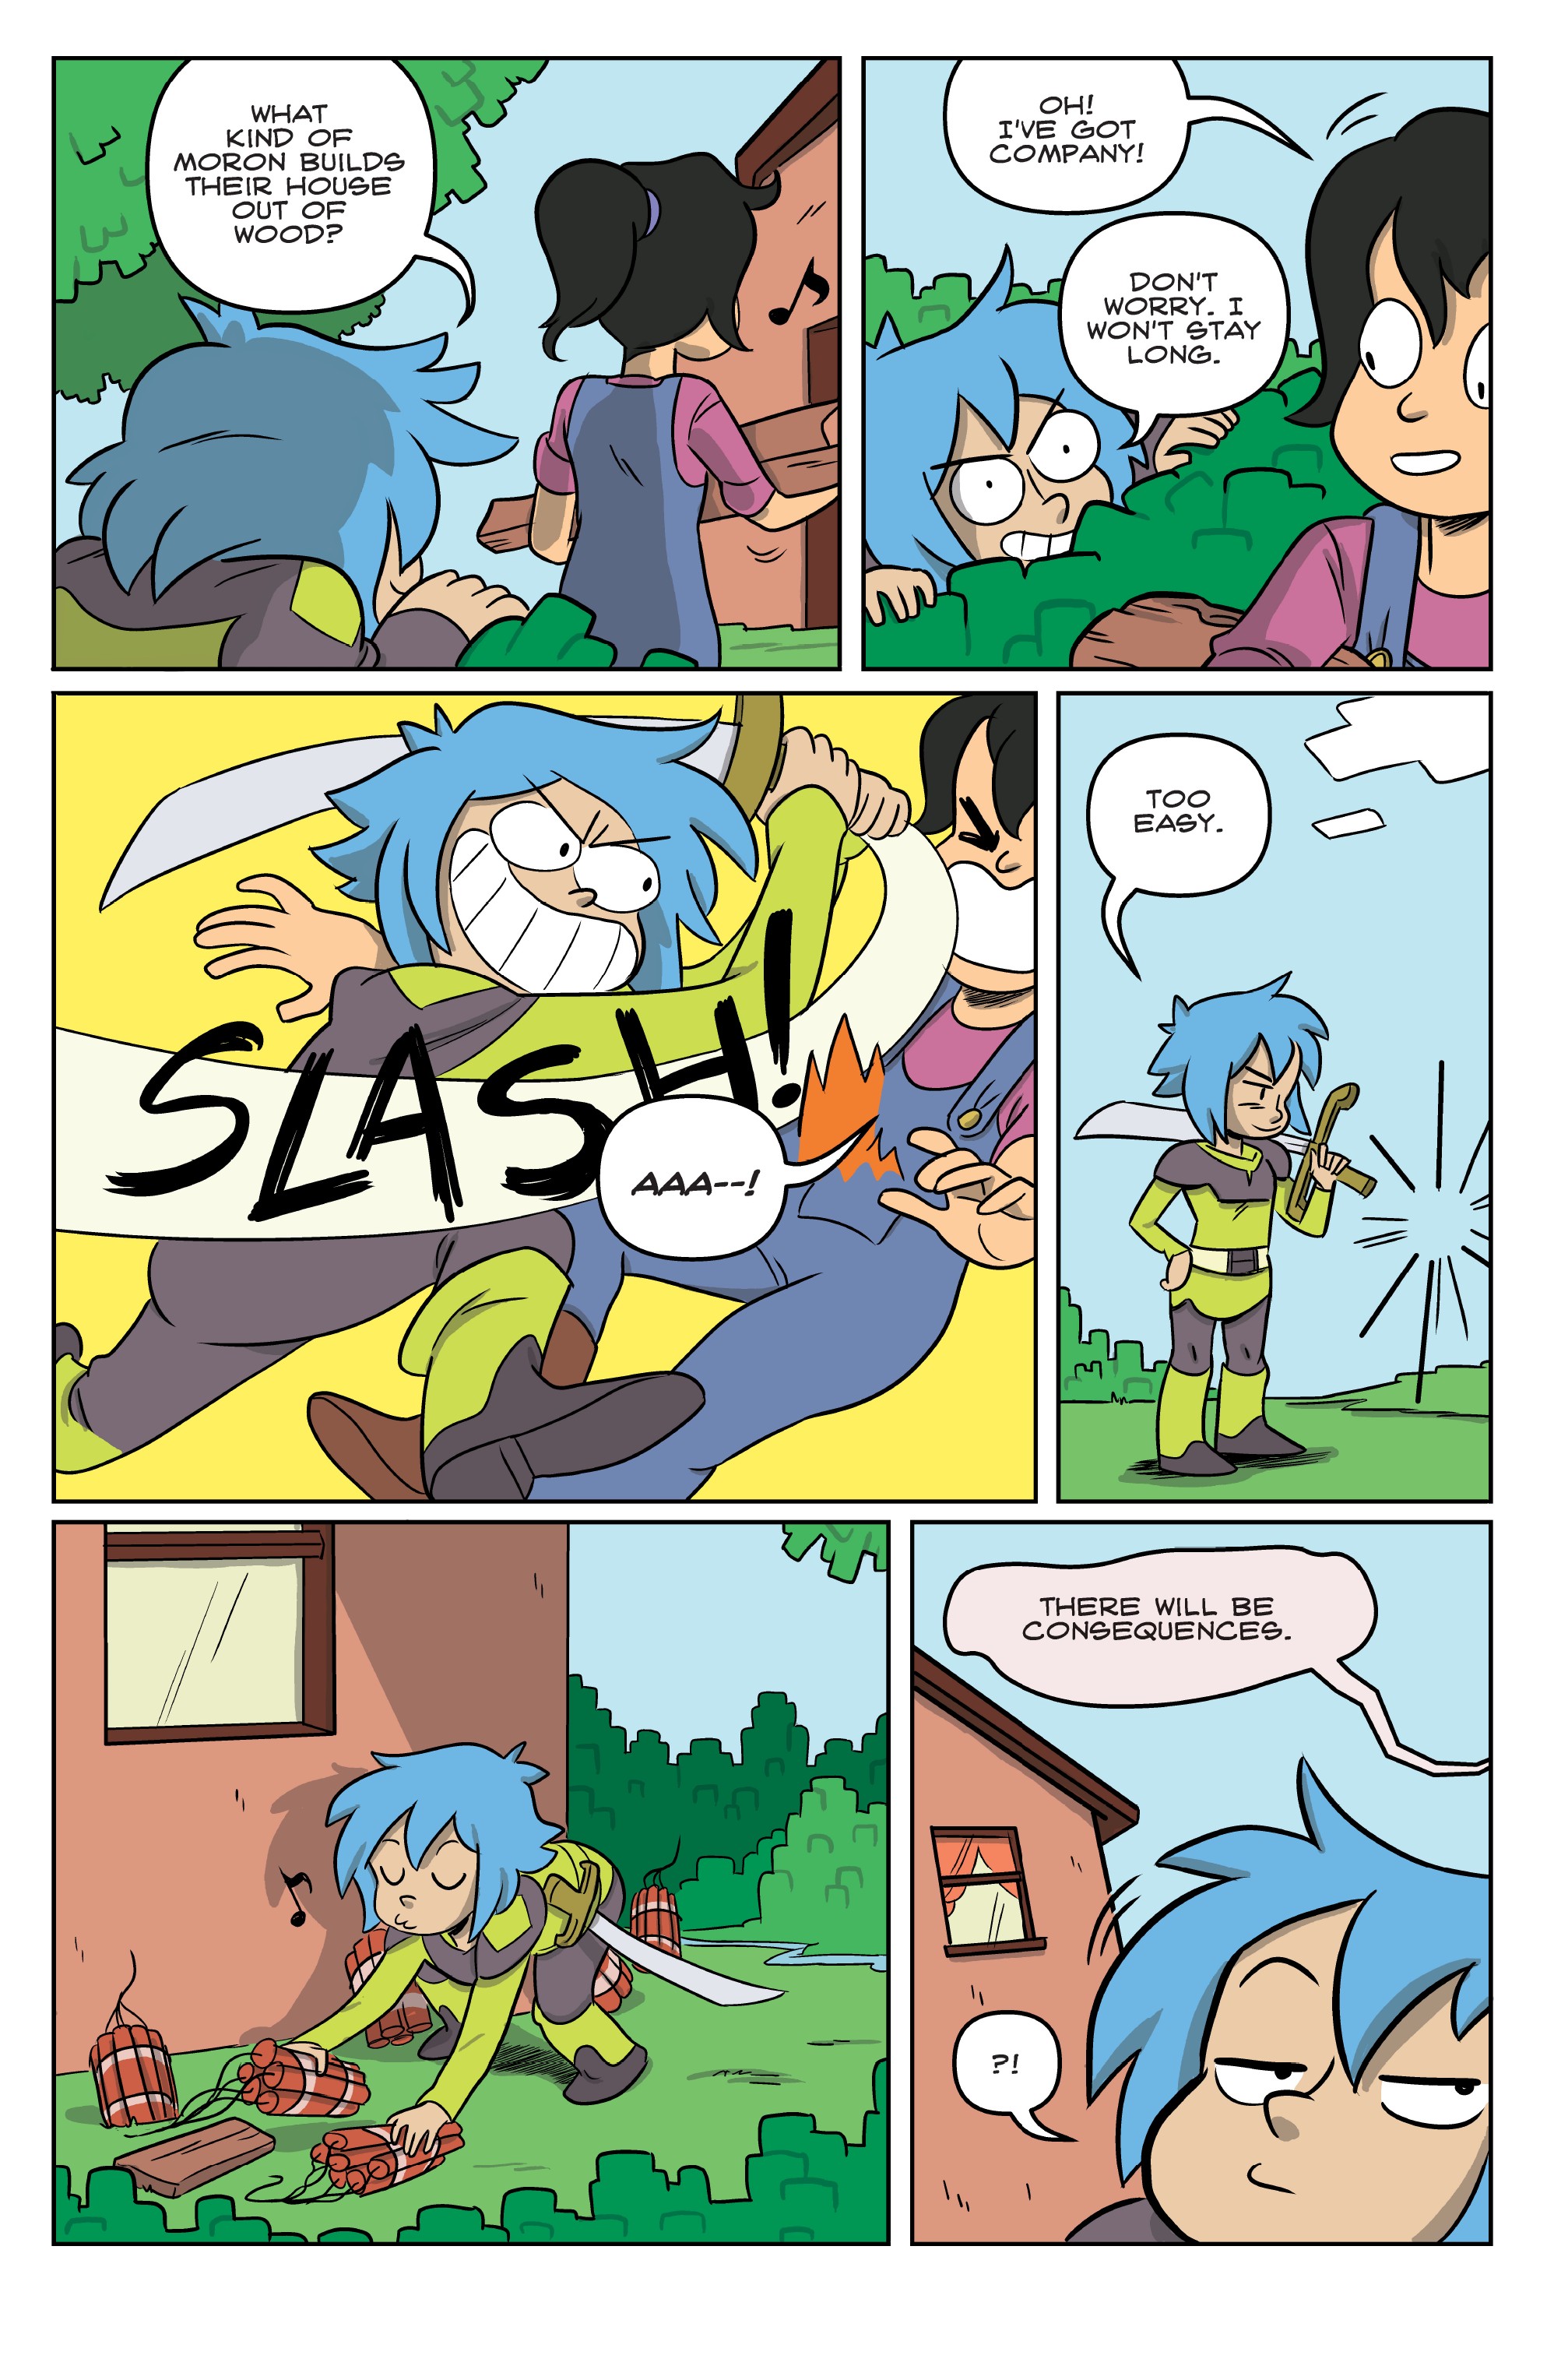 WHAT
KIND OF
MORON BUILDS
THEIR HOUSE
OUT OF
WOOD?
OH!
I'VE GOT
COMPANY!
DON'T
WORRY. I
WON'T STAY
LONG.
SLASH!
AAA--!
TOO
EASY.
THERE WILL BE
CONSEQUENCES.
?!